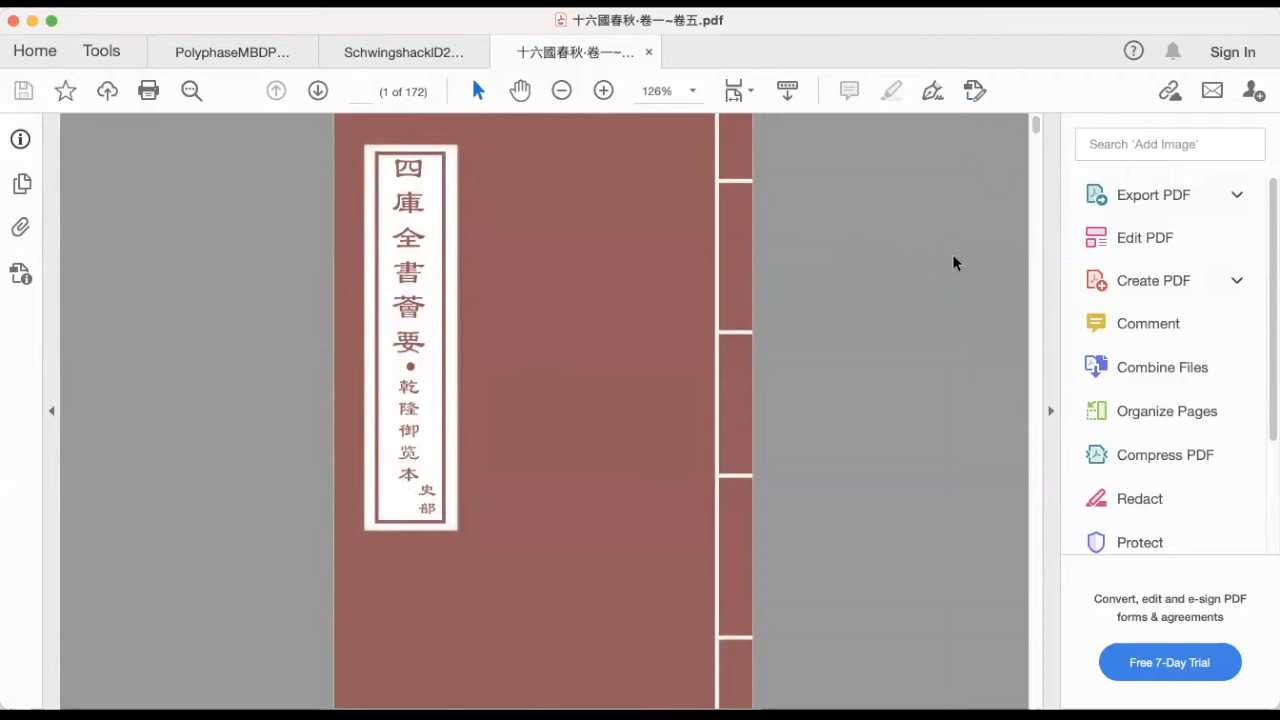 十六國春秋·卷一~卷五.pdf
Home
Tools
PolyphaseMBDP...
SchwingshackID2...
十六國春秋·卷一~...
Sign In
(1 of 172)
126%
四庫全書薈要•乾隆御览本
史部
Search 'Add Image'
Export PDF
Edit PDF
Create PDF
Comment
Combine Files
Organize Pages
Compress PDF
Redact
Protect
Convert, edit and e-sign PDF
forms & agreements
Free 7-Day Trial